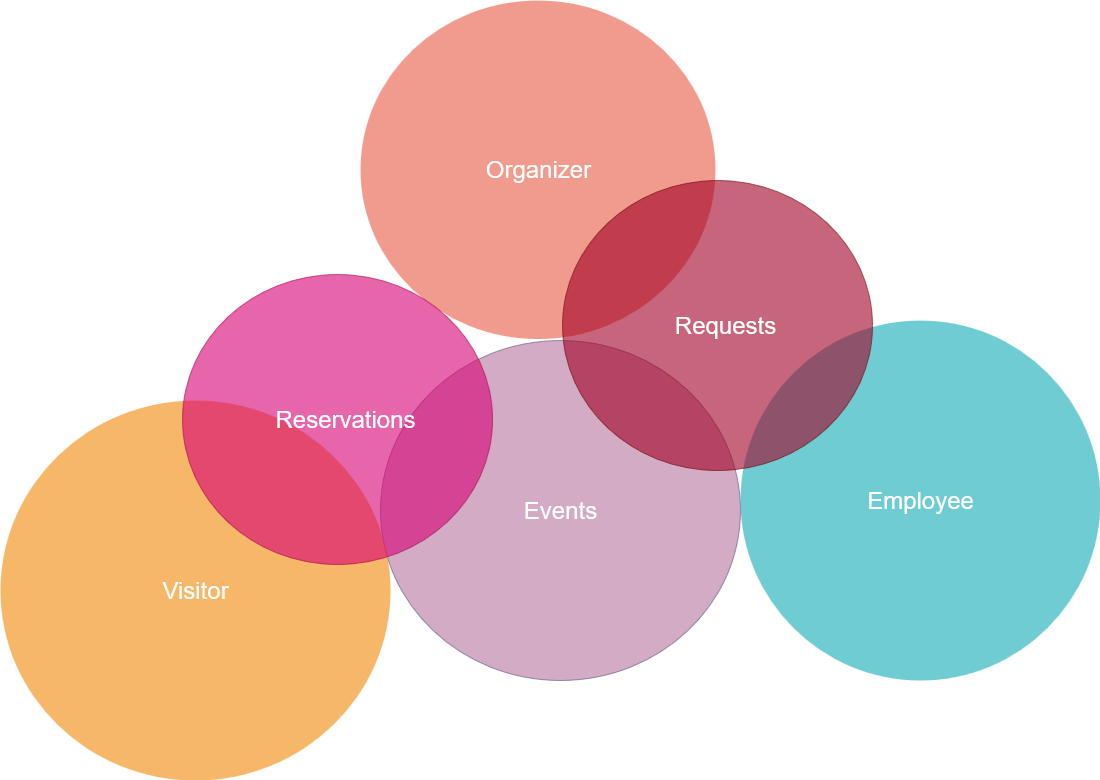 Organizer
Requests
Reservations
Employee
Events
Visitor